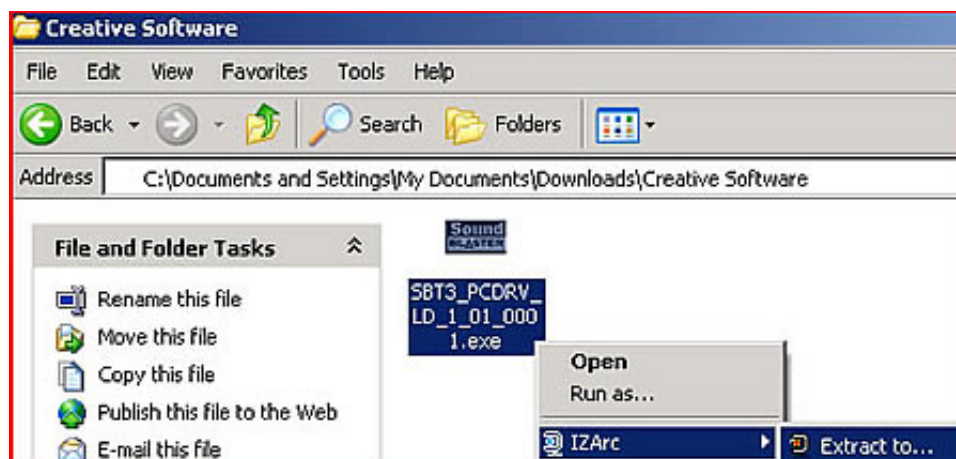 Creative Software
File Edit View Favorites Tools Help
Back Search Folders
Address C:\Documents and Settings\My Documents\Downloads\Creative Software
File and Folder Tasks
Rename this file
Move this file
Copy this file
Publish this file to the Web
E-mail this file
Sound
BLASTER
SBT3_PCDRV_
LD_1_01_000
1.exe
Open
Run as...
IZArc
Extract to...